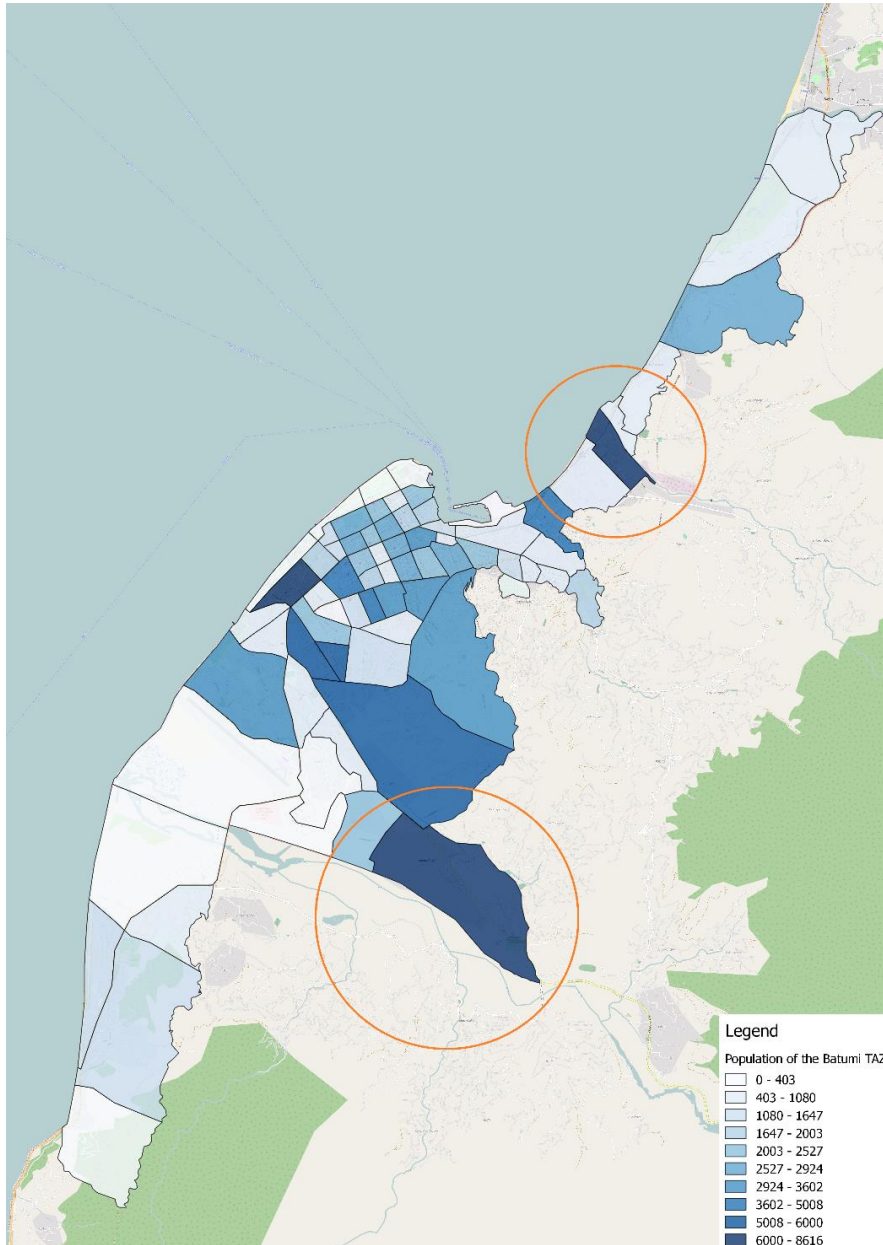 Legend
Population of the Batumi TAZ
0 - 403
403 - 1080
1080 - 1647
1647 - 2003
2003 - 2527
2527 - 2924
2924 - 3602
3602 - 5008
5008 - 6000
6000 - 8616